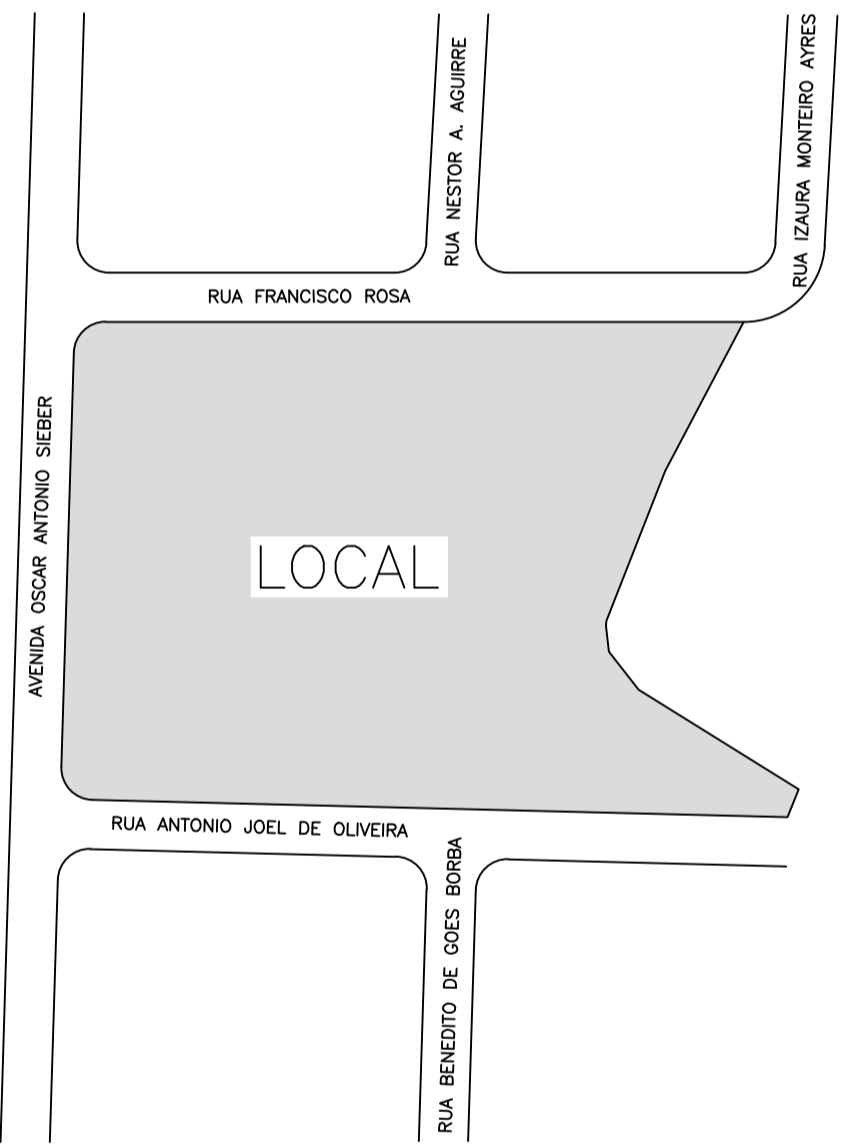 RUA NESTOR A. AGUIRRE
RUA IZAURA MONTEIRO AYRES
RUA FRANCISCO ROSA
AVENIDA OSCAR ANTONIO SIEBER
LOCAL
RUA ANTONIO JOEL DE OLIVEIRA
RUA BENEDITO DE GOES BORBA